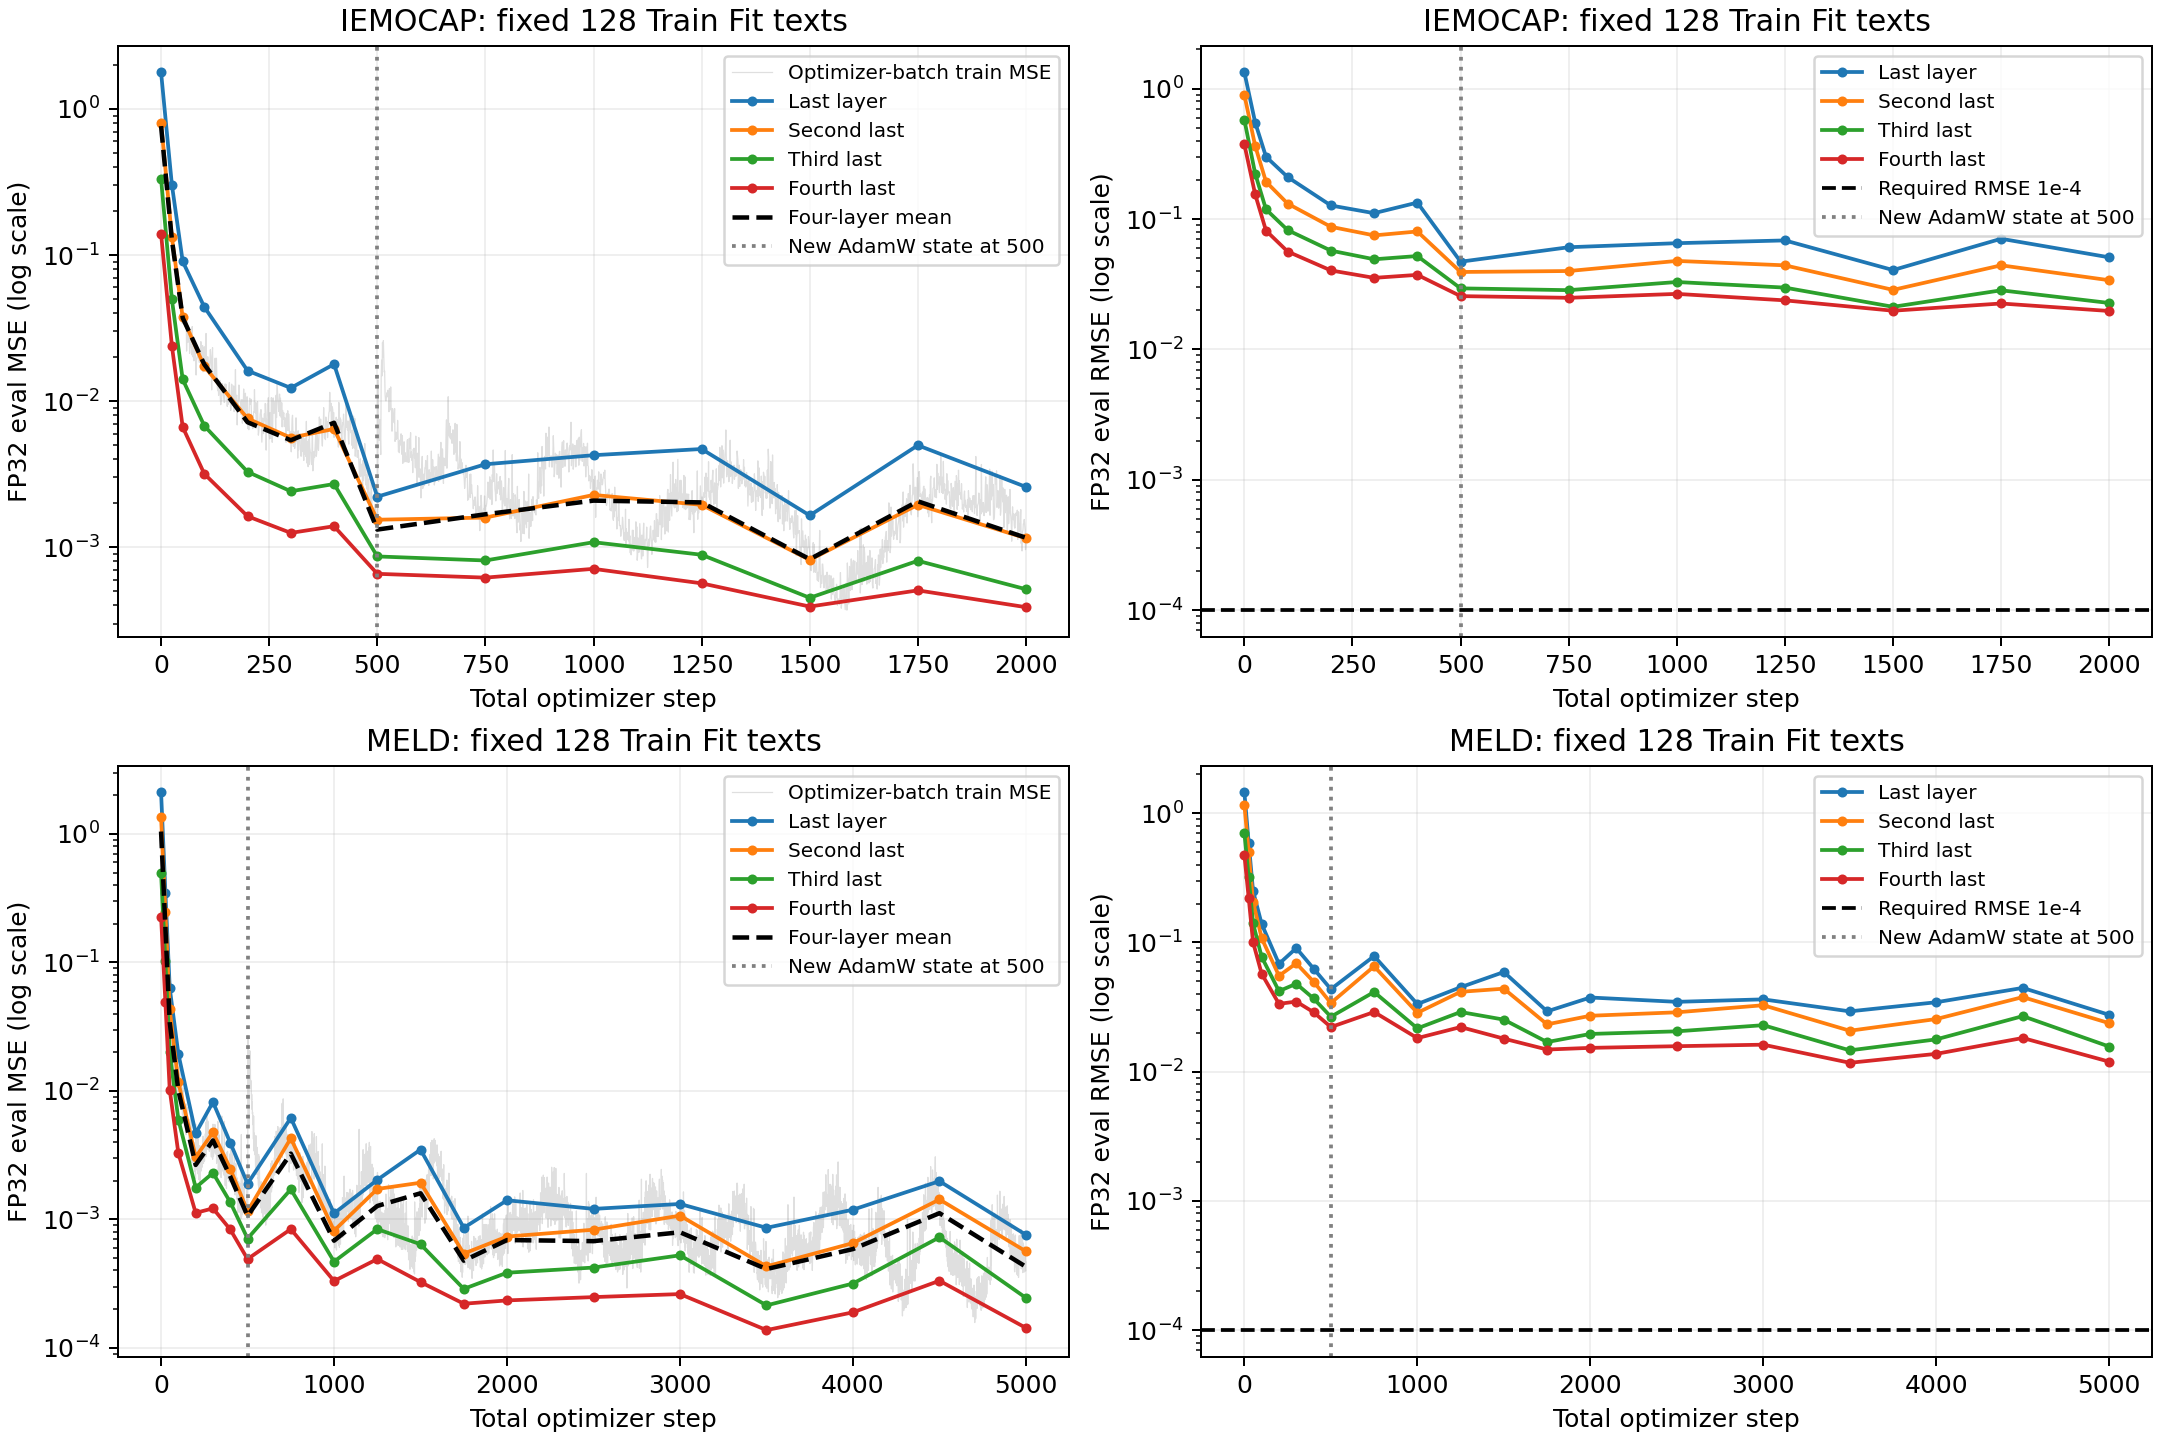 IEMOCAP: fixed 128 Train Fit texts
FP32 eval MSE (log scale)
10⁰
10⁻¹
10⁻²
10⁻³
Optimizer-batch train MSE
Last layer
Second last
Third last
Fourth last
Four-layer mean
New AdamW state at 500
0 250 500 750 1000 1250 1500 1750 2000
Total optimizer step
IEMOCAP: fixed 128 Train Fit texts
FP32 eval RMSE (log scale)
10⁰
10⁻¹
10⁻²
10⁻³
10⁻⁴
Last layer
Second last
Third last
Fourth last
Required RMSE 1e-4
New AdamW state at 500
0 250 500 750 1000 1250 1500 1750 2000
Total optimizer step
MELD: fixed 128 Train Fit texts
FP32 eval MSE (log scale)
10⁰
10⁻¹
10⁻²
10⁻³
10⁻⁴
Optimizer-batch train MSE
Last layer
Second last
Third last
Fourth last
Four-layer mean
New AdamW state at 500
0 1000 2000 3000 4000 5000
Total optimizer step
MELD: fixed 128 Train Fit texts
FP32 eval RMSE (log scale)
10⁰
10⁻¹
10⁻²
10⁻³
10⁻⁴
Last layer
Second last
Third last
Fourth last
Required RMSE 1e-4
New AdamW state at 500
0 1000 2000 3000 4000 5000
Total optimizer step